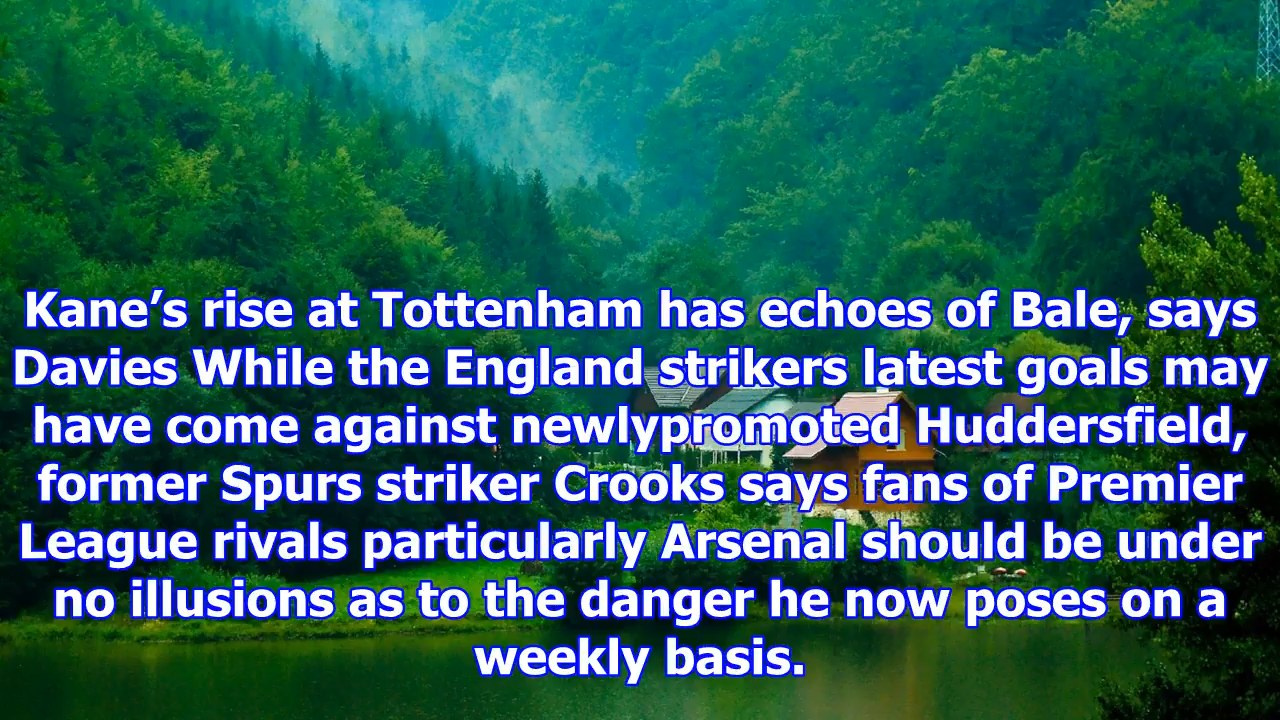 Kane’s rise at Tottenham has echoes of Bale, says
Davies While the England strikers latest goals may
have come against newlypromoted Huddersfield,
former Spurs striker Crooks says fans of Premier
League rivals particularly Arsenal should be under
no illusions as to the danger he now poses on a
weekly basis.